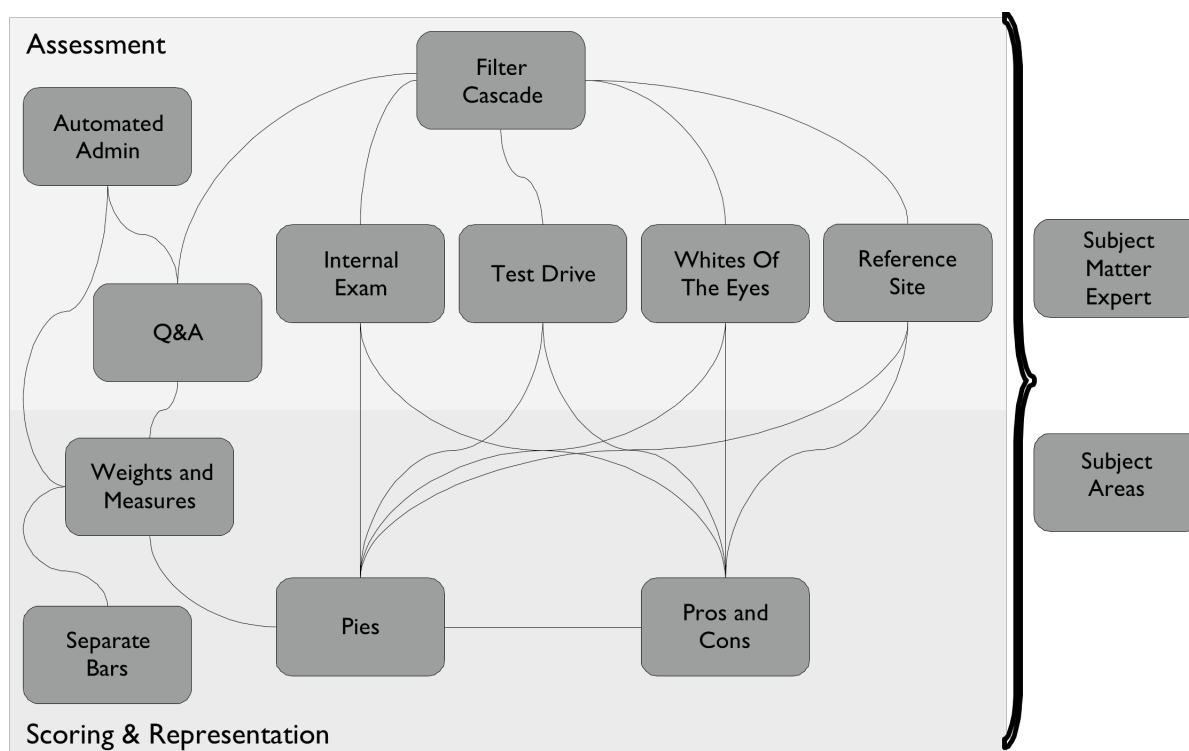 Assessment
Filter
Cascade
Automated
Admin
Internal
Exam
Test Drive
Whites Of
The Eyes
Reference
Site
Subject
Matter
Expert
Q&A
Weights and
Measures
Subject
Areas
Separate
Bars
Pies
Pros and
Cons
Scoring & Representation